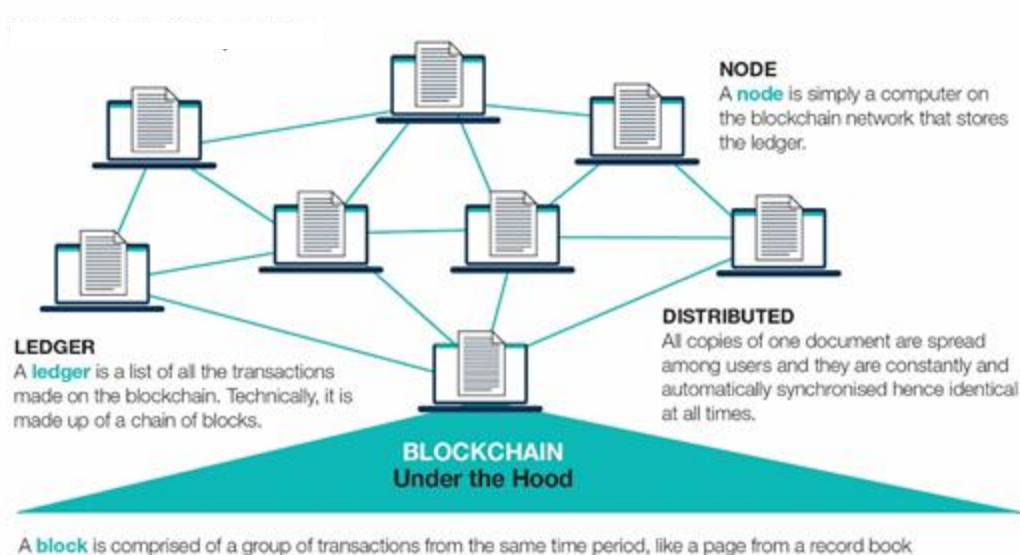 NODE
A node is simply a computer on
the blockchain network that stores
the ledger.
LEDGER
A ledger is a list of all the transactions
made on the blockchain. Technically, it is
made up of a chain of blocks.
DISTRIBUTED
All copies of one document are spread
among users and they are constantly and
automatically synchronised hence identical
at all times.
BLOCKCHAIN
Under the Hood
A block is comprised of a group of transactions from the same time period, like a page from a record book